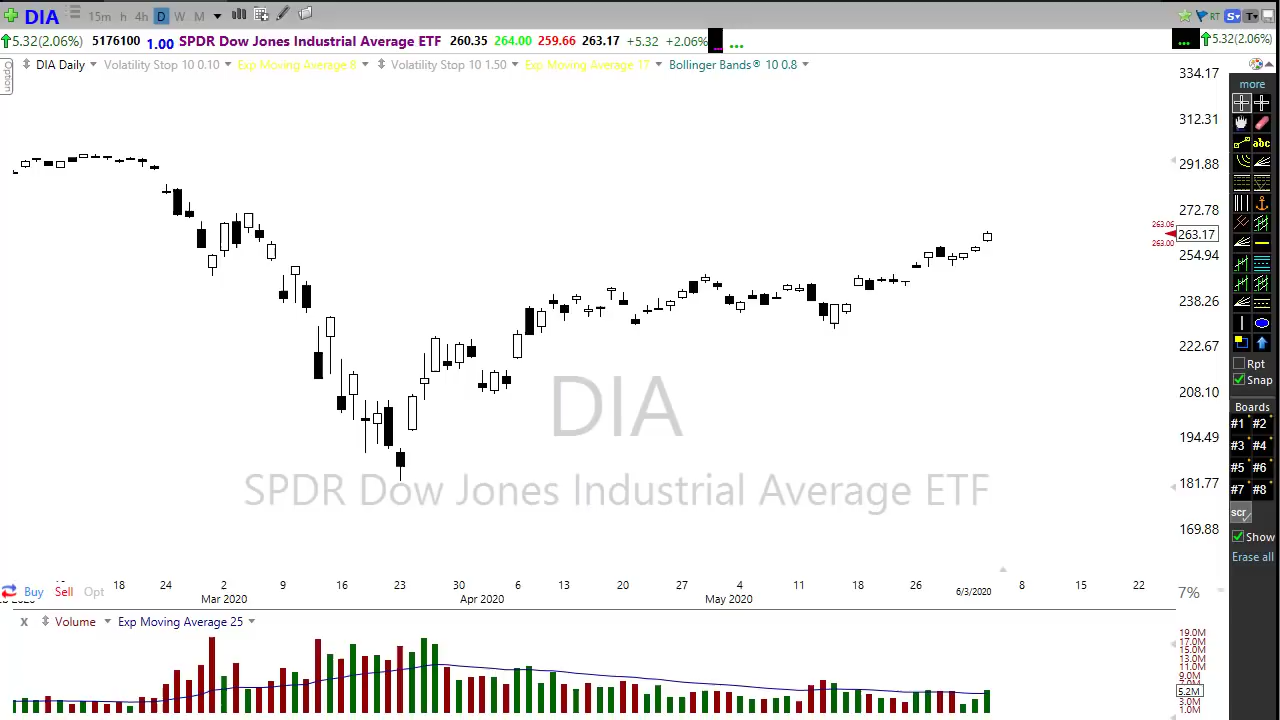 DIA 15m h 4h D W M RT S T
5.32(2.06%) 5176100 1.00 SPDR Dow Jones Industrial Average ETF 260.35 264.00 259.66 263.17 +5.32 +2.06% ... ... 5.32(2.06%)
Option
DIA Daily Volatility Stop 10 0.10 Exp Moving Average 8 Volatility Stop 10 1.50 Exp Moving Average 17 Bollinger Bands® 10 0.8
334.17
312.31
291.88
272.78
263.06
263.17
263.00
254.94
238.26
222.67
208.10
194.49
181.77
169.88
DIA
SPDR Dow Jones Industrial Average ETF
more
abc
Rpt
Snap
Boards
#1 #2
#3 #4
#5 #6
#7 #8
scr
Show
Erase all
18 24 2 9 16 23 30 6 13 20 27 4 11 18 26 8 15 22
Buy Sell Opt
6/3/2020
7%
Mar 2020 Apr 2020 May 2020
x Volume Exp Moving Average 25
19.0M
17.0M
15.0M
13.0M
11.0M
9.0M
5.2M
3.0M
1.0M